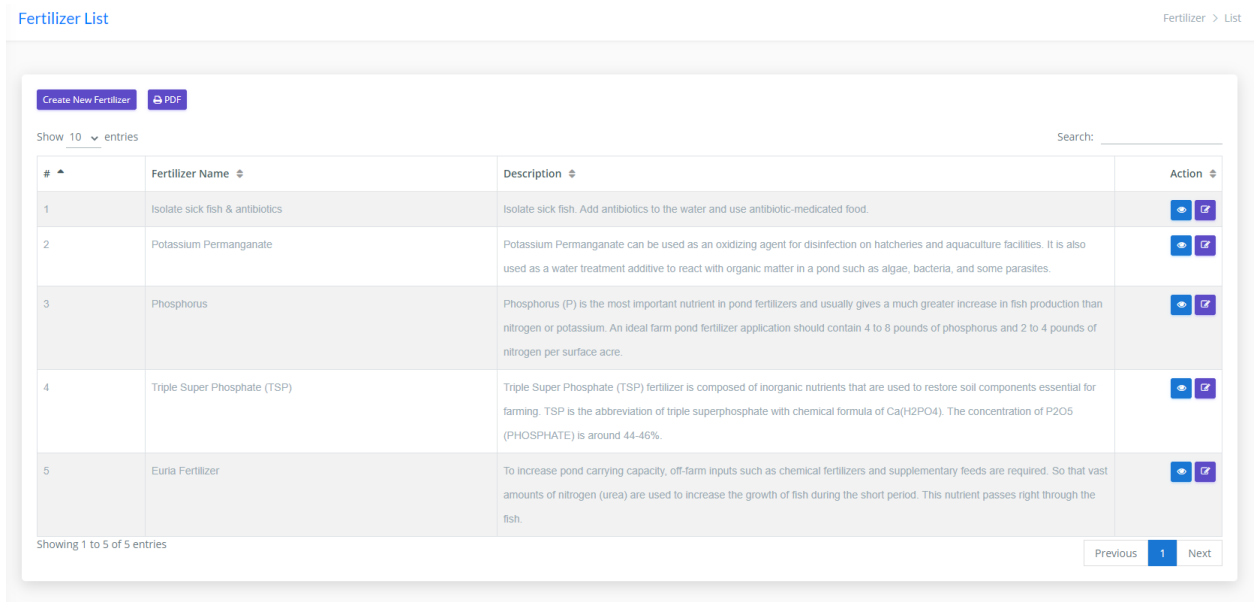 Fertilizer List
Fertilizer > List
Create New Fertilizer
PDF
Show 10 entries
Search:
# Fertilizer Name Description Action
1 Isolate sick fish & antibiotics Isolate sick fish. Add antibiotics to the water and use antibiotic-medicated food.
2 Potassium Permanganate Potassium Permanganate can be used as an oxidizing agent for disinfection on hatcheries and aquaculture facilities. It is also
used as a water treatment additive to react with organic matter in a pond such as algae, bacteria, and some parasites.
3 Phosphorus Phosphorus (P) is the most important nutrient in pond fertilizers and usually gives a much greater increase in fish production than
nitrogen or potassium. An ideal farm pond fertilizer application should contain 4 to 8 pounds of phosphorus and 2 to 4 pounds of
nitrogen per surface acre.
4 Triple Super Phosphate (TSP) Triple Super Phosphate (TSP) fertilizer is composed of inorganic nutrients that are used to restore soil components essential for
farming. TSP is the abbreviation of triple superphosphate with chemical formula of Ca(H2PO4). The concentration of P2O5
(PHOSPHATE) is around 44-46%.
5 Euria Fertilizer To increase pond carrying capacity, off-farm inputs such as chemical fertilizers and supplementary feeds are required. So that vast
amounts of nitrogen (urea) are used to increase the growth of fish during the short period. This nutrient passes right through the
fish.
Showing 1 to 5 of 5 entries
Previous 1 Next